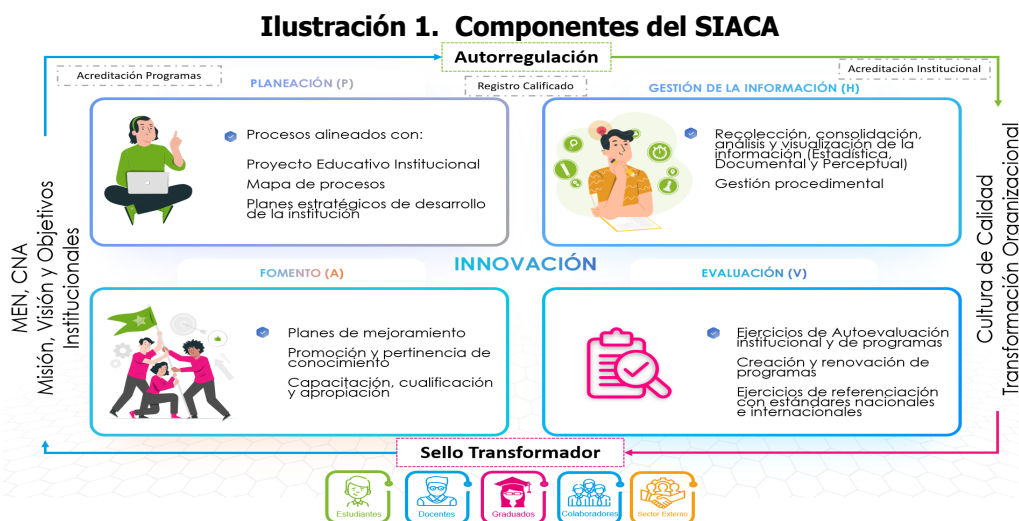 Ilustración 1.  Componentes del SIACA
Autorregulación
Acreditación Programas
Registro Calificado
Acreditación Institucional
MEN, CNA
Misión, Visión y Objetivos
Institucionales
PLANEACIÓN (P)
Procesos alineados con:
Proyecto Educativo Institucional
Mapa de procesos
Planes estratégicos de desarrollo
de la institución
GESTIÓN DE LA INFORMACIÓN (H)
Recolección, consolidación,
análisis y visualización de la
información (Estadística,
Documental y Perceptual)
Gestión procedimental
INNOVACIÓN
FOMENTO (A)
Planes de mejoramiento
Promoción y pertinencia de
conocimiento
Capacitación, cualificación
y apropiación
EVALUACIÓN (V)
Ejercicios de Autoevaluación
institucional y de programas
Creación y renovación de
programas
Ejercicios de referenciación
con estándares nacionales
e internacionales
Cultura de Calidad
Transformación Organizacional
Sello Transformador
Estudiantes
Docentes
Graduados
Colaboradores
Sector Externo